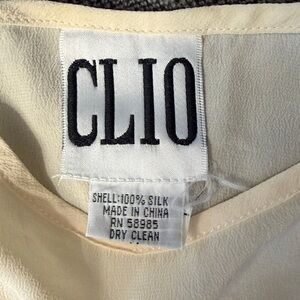 CLIO
SHELL:100% SILK
MADE IN CHINA
RN 58985
DRY CLEAN